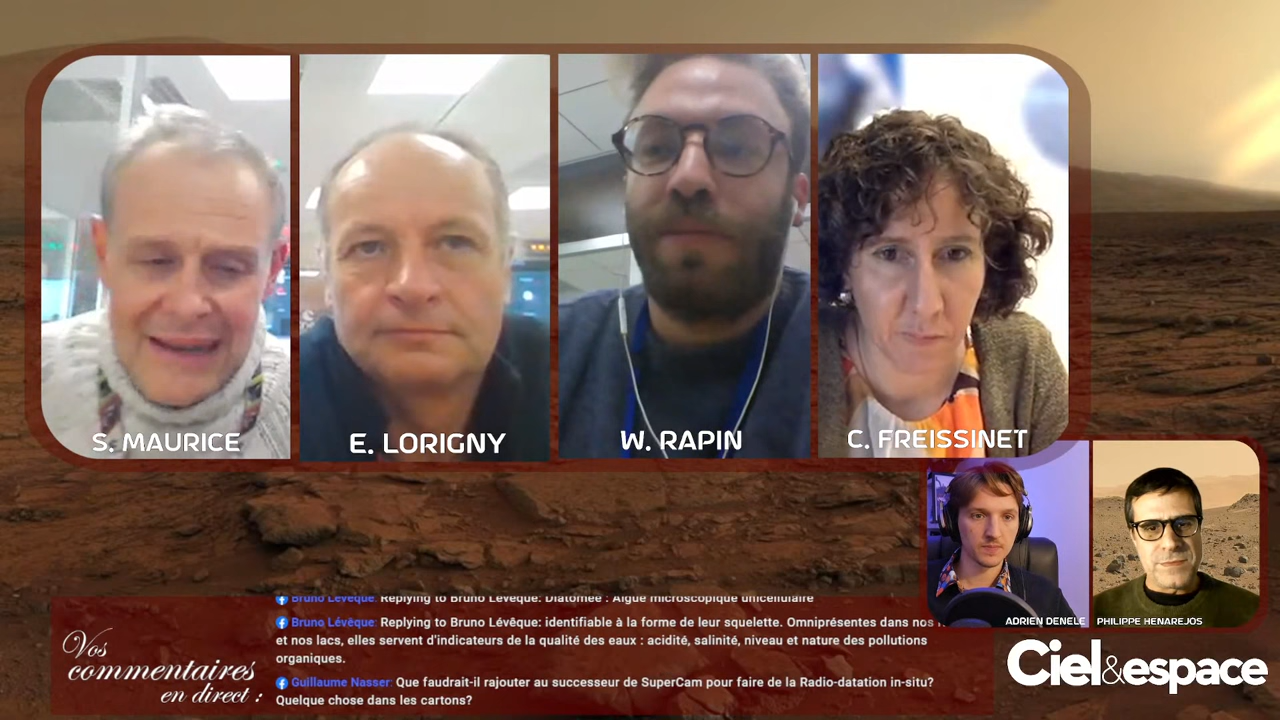 S. MAURICE
E. LORIGNY
W. RAPIN
C. FREISSINET
ADRIEN DENELE
PHILIPPE HENAREJOS
Vos
commentaires
en direct :
Bruno Lévêque: Replying to Bruno Lévêque: Diatomée : Algue microscopique unicellulaire
Bruno Lévêque: Replying to Bruno Lévêque: identifiable à la forme de leur squelette. Omniprésentes dans nos
et nos lacs, elles servent d'indicateurs de la qualité des eaux : acidité, salinité, niveau et nature des pollutions
organiques.
Guillaume Nasser: Que faudrait-il rajouter au successeur de SuperCam pour faire de la Radio-datation in-situ?
Quelque chose dans les cartons?
Ciel&espace